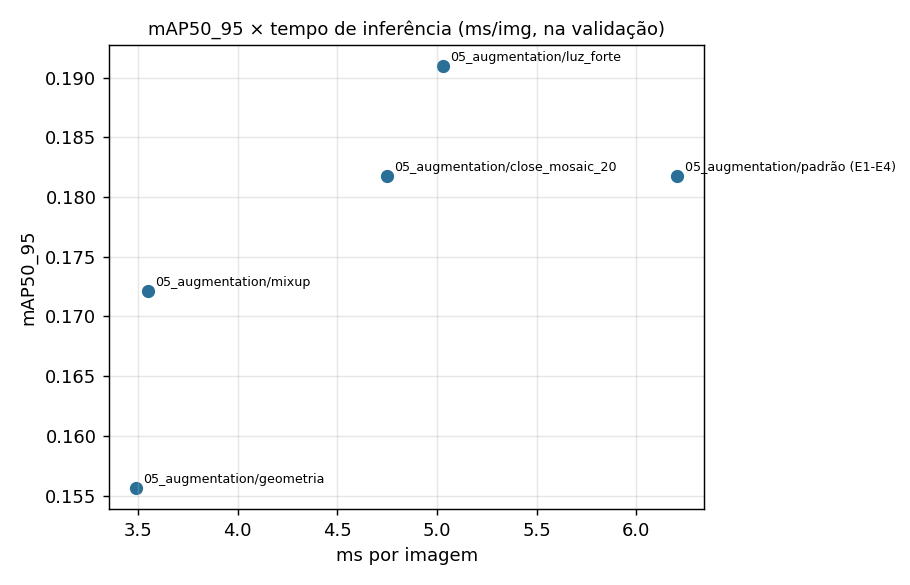 mAP50_95 × tempo de inferência (ms/img, na validação)
05_augmentation/luz_forte
05_augmentation/close_mosaic_20
05_augmentation/padrão (E1-E4)
05_augmentation/mixup
05_augmentation/geometria
mAP50_95
0.190
0.185
0.180
0.175
0.170
0.165
0.160
0.155
3.5 4.0 4.5 5.0 5.5 6.0
ms por imagem